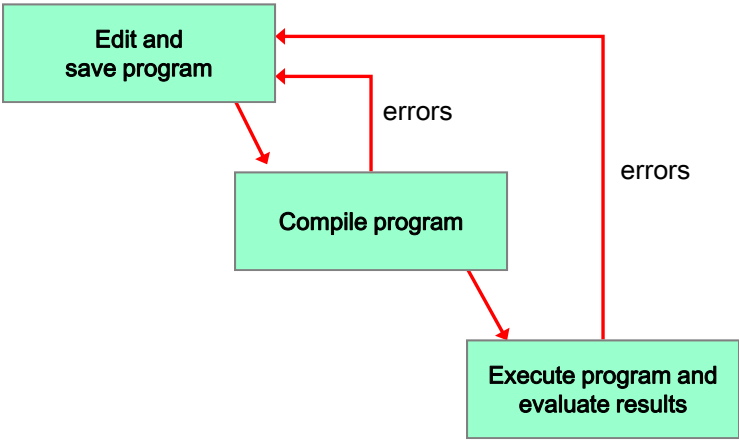 Edit and
save program
errors
errors
Compile program
Execute program and
evaluate results